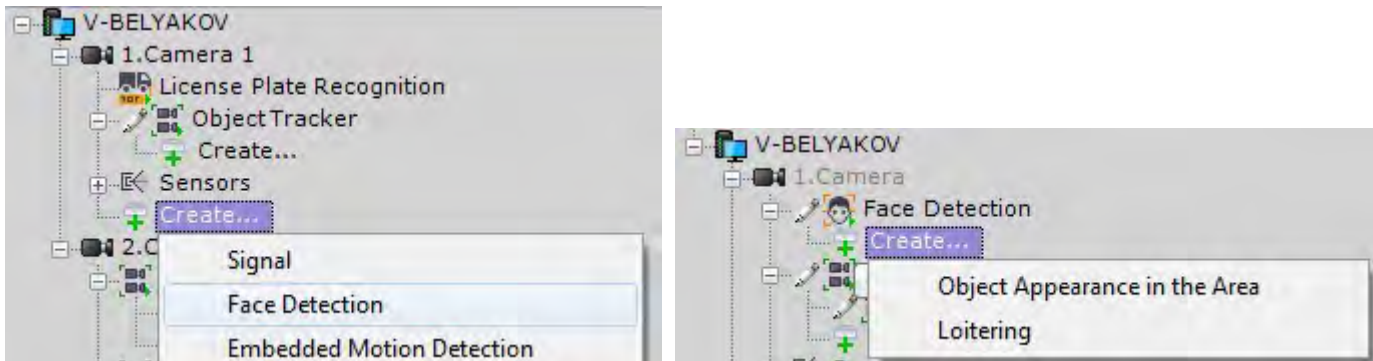 V-BELYAKOV
1.Camera 1
License Plate Recognition
Object Tracker
Create...
Sensors
Create...
2.C
Signal
Face Detection
Embedded Motion Detection
V-BELYAKOV
1.Camera
Face Detection
Create...
Object Appearance in the Area
Loitering